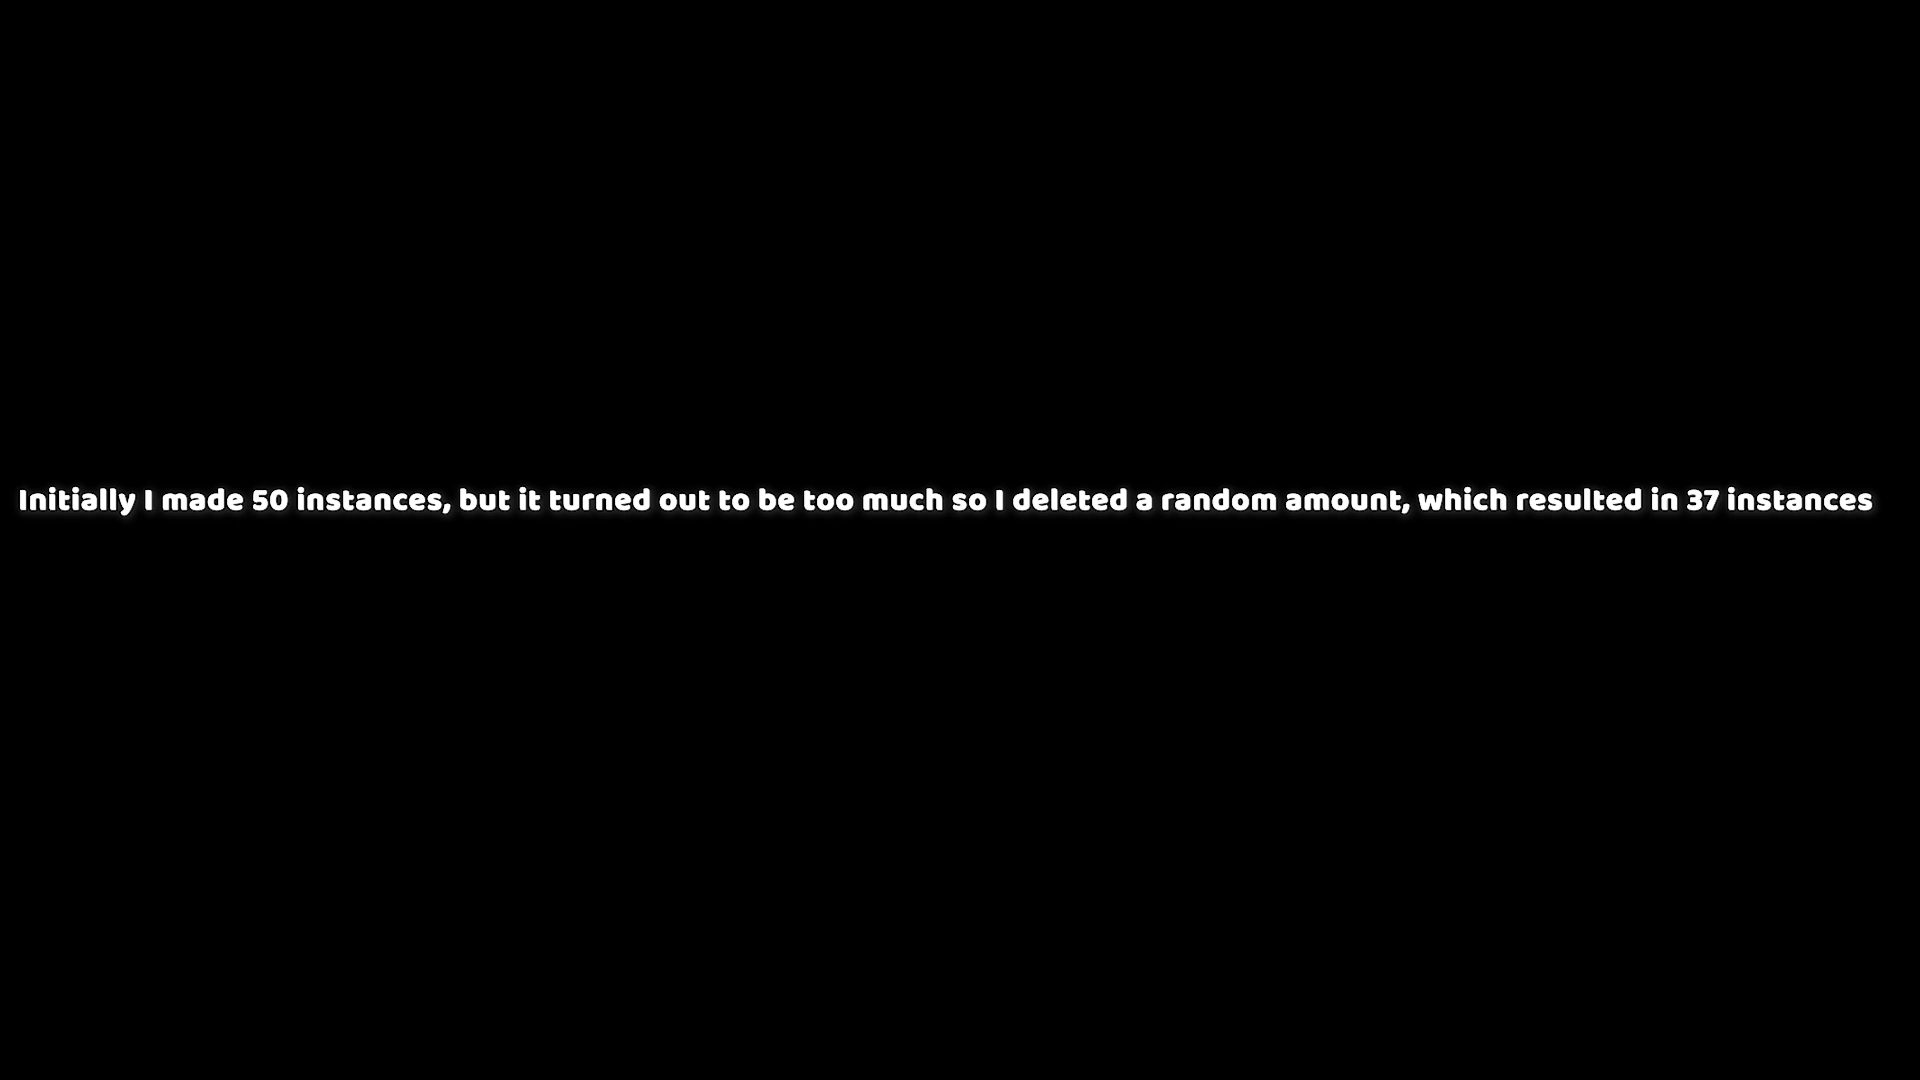 Initially I made 50 instances, but it turned out to be too much so I deleted a random amount, which resulted in 37 instances